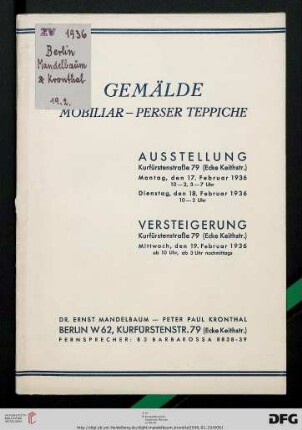 ZV 1936
Berlin
Mandelbaum
& Kronthal
19.2.
GEMÄLDE
MOBILIAR – PERSER TEPPICHE
AUSSTELLUNG
Kurfürstenstraße 79 (Ecke Keithstr.)
Montag, den 17. Februar 1936
10–2, 3–7 Uhr
Dienstag, den 18. Februar 1936
10–2 Uhr
VERSTEIGERUNG
Kurfürstenstraße 79 (Ecke Keithstr.)
Mittwoch, den 19. Februar 1936
ab 10 Uhr, ab 3 Uhr nachmittags
DR. ERNST MANDELBAUM – PETER PAUL KRONTHAL
BERLIN W 62, KURFÜRSTENSTR. 79 (Ecke Keithstr.)
FERNSPRECHER: B 5 BARBAROSSA 8838-39
DFG